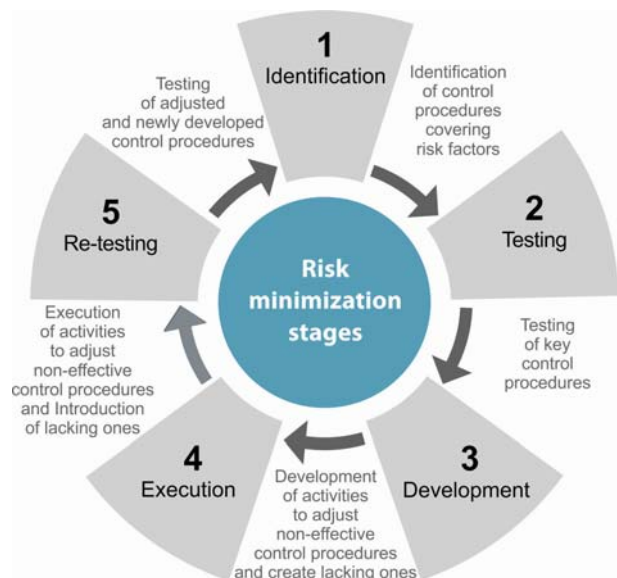 1
Identification
Identification
of control
procedures
covering
risk factors
2
Testing
Testing
of key
control
procedures
3
Development
Development
of activities
to adjust
non-effective
control procedures
and create lacking ones
4
Execution
Execution
of activities
to adjust
non-effective
control procedures
and Introduction
of lacking ones
5
Re-testing
Testing
of adjusted
and newly developed
control procedures
Risk
minimization
stages